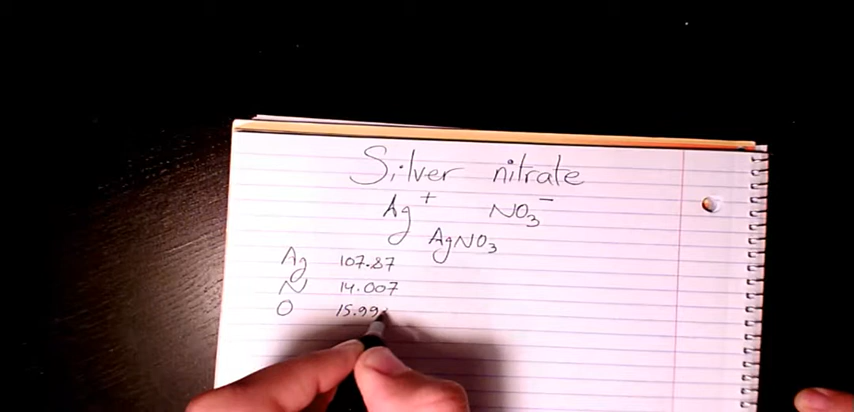 Silver nitrate
Ag⁺ NO₃⁻
AgNO₃
Ag 107.87
N 14.007
O 15.99